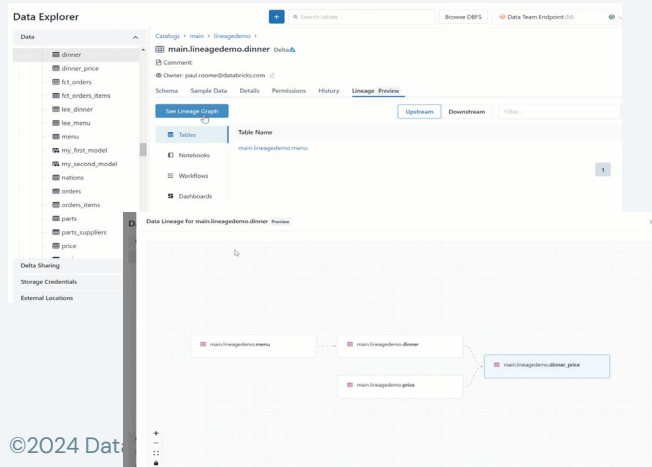 Data Explorer
+
Search tables
Browse DBFS
Data Team Endpoint (M)
Data
dinner
dinner_price
fct_orders
fct_orders_items
lee_dinner
lee_menu
menu
my_first_model
my_second_model
nations
orders
orders_items
parts
parts_suppliers
price
Delta Sharing
Storage Credentials
External Locations
Catalogs > main > lineagedemo >
main.lineagedemo.dinner Delta
Comment:
Owner: paul.roome@databricks.com
Schema Sample Data Details Permissions History Lineage Preview
See Lineage Graph
Upstream Downstream Filter...
Tables
Notebooks
Workflows
Dashboards
Table Name
main.lineagedemo.menu
1
Data Lineage for main.lineagedemo.dinner Preview
main.lineagedemo.menu
main.lineagedemo.dinner
main.lineagedemo.price
main.lineagedemo.dinner_price
©2024 Dat